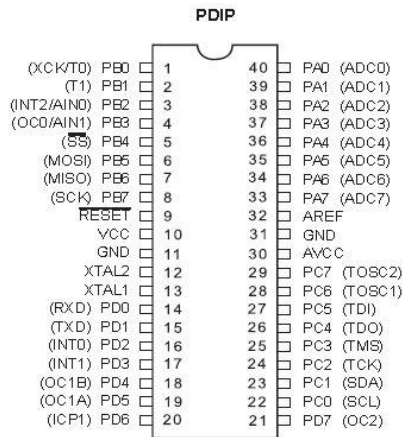 PDIP
(XCK/T0) PB0 1 40 PA0 (ADC0)
(T1) PB1 2 39 PA1 (ADC1)
(INT2/AIN0) PB2 3 38 PA2 (ADC2)
(OC0/AIN1) PB3 4 37 PA3 (ADC3)
(SS) PB4 5 36 PA4 (ADC4)
(MOSI) PB5 6 35 PA5 (ADC5)
(MISO) PB6 7 34 PA6 (ADC6)
(SCK) PB7 8 33 PA7 (ADC7)
RESET 9 32 AREF
VCC 10 31 GND
GND 11 30 AVCC
XTAL2 12 29 PC7 (TOSC2)
XTAL1 13 28 PC6 (TOSC1)
(RXD) PD0 14 27 PC5 (TDI)
(TXD) PD1 15 26 PC4 (TDO)
(INT0) PD2 16 25 PC3 (TMS)
(INT1) PD3 17 24 PC2 (TCK)
(OC1B) PD4 18 23 PC1 (SDA)
(OC1A) PD5 19 22 PC0 (SCL)
(ICP1) PD6 20 21 PD7 (OC2)